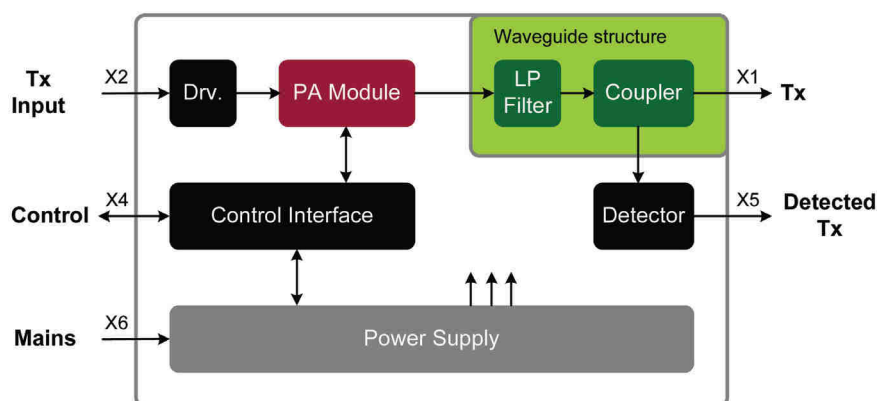 Waveguide structure
Tx
Input
X2
Drv.
PA Module
LP
Filter
Coupler
X1
Tx
Control
X4
Control Interface
Detector
X5
Detected
Tx
Mains
X6
Power Supply